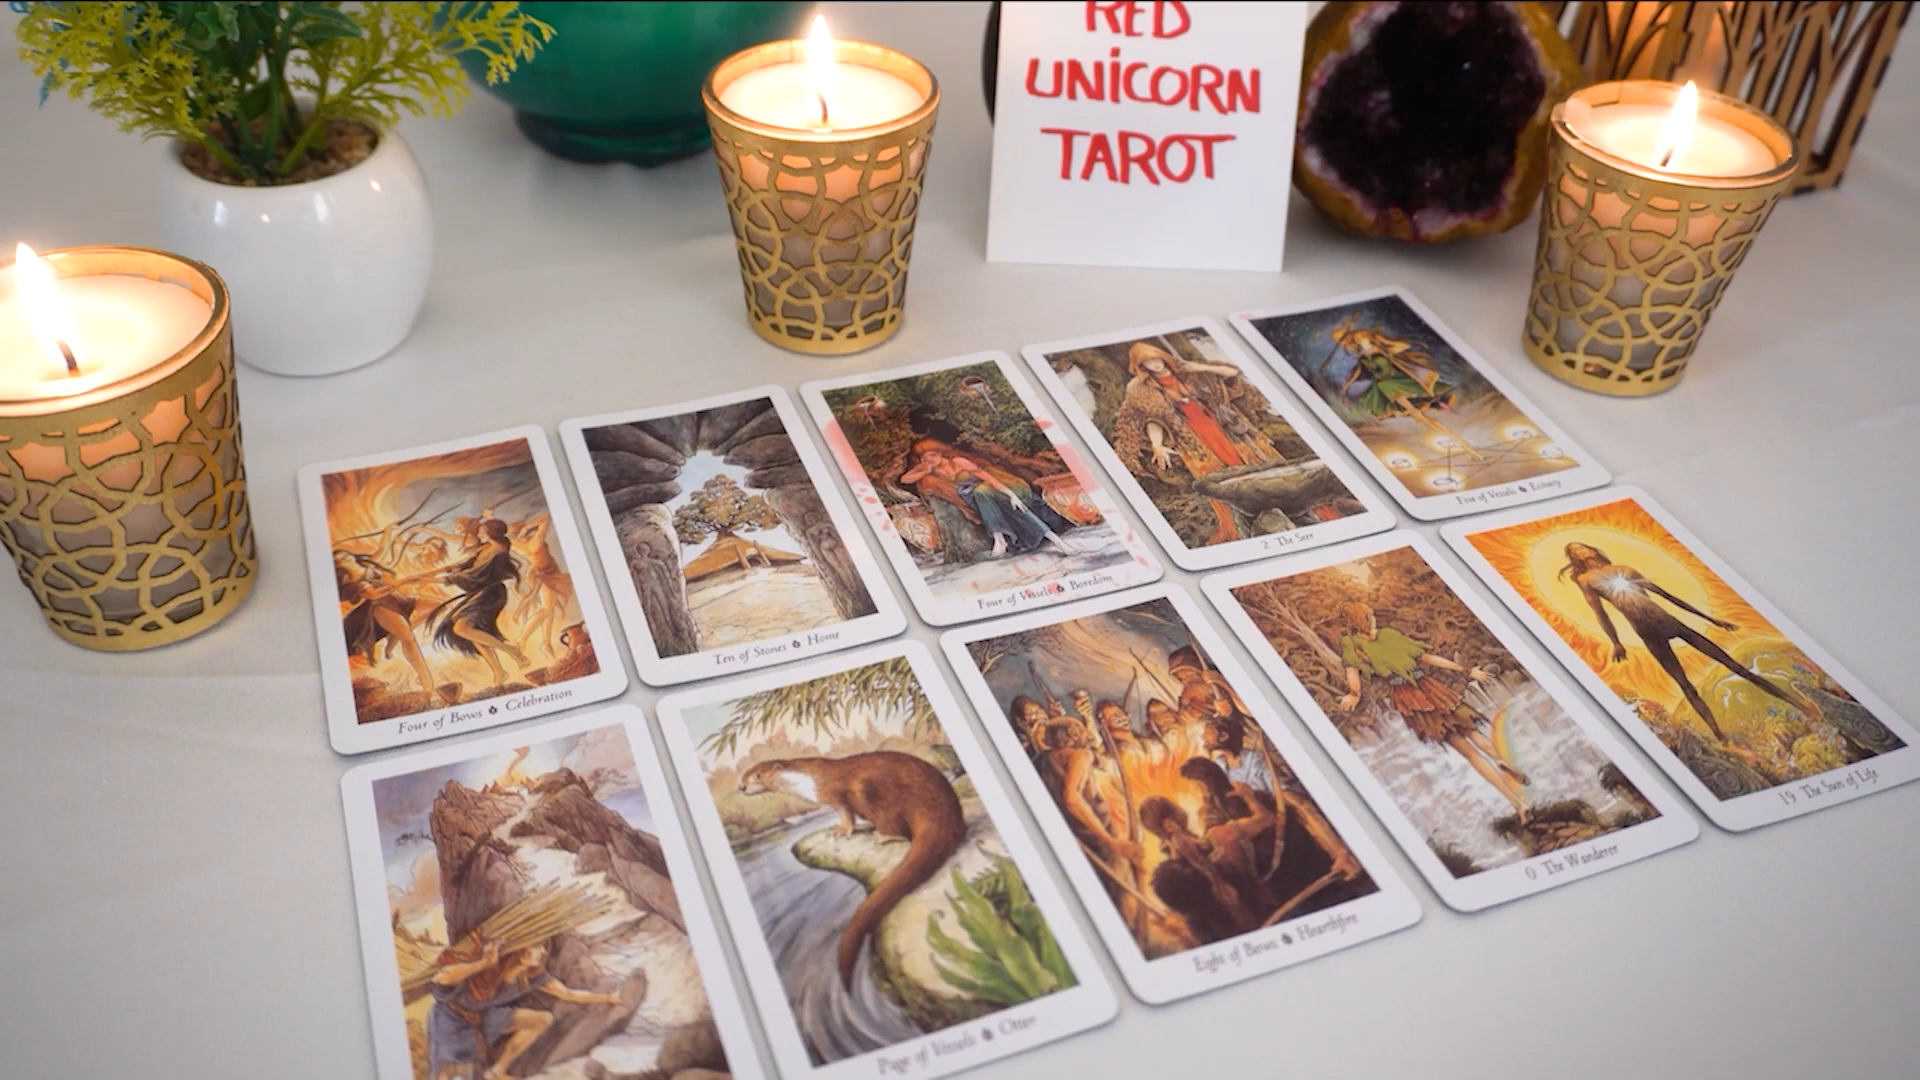 RED
UNiCORN
TAROT
Four of Bows Celebration
Ten of Stones Home
Four of Vessels Boredom
2 The Seer
Five of Vessels Ecstasy
Page of Vessels Otter
Eight of Bows Hearthfire
0 The Wanderer
19 The Sun of Life